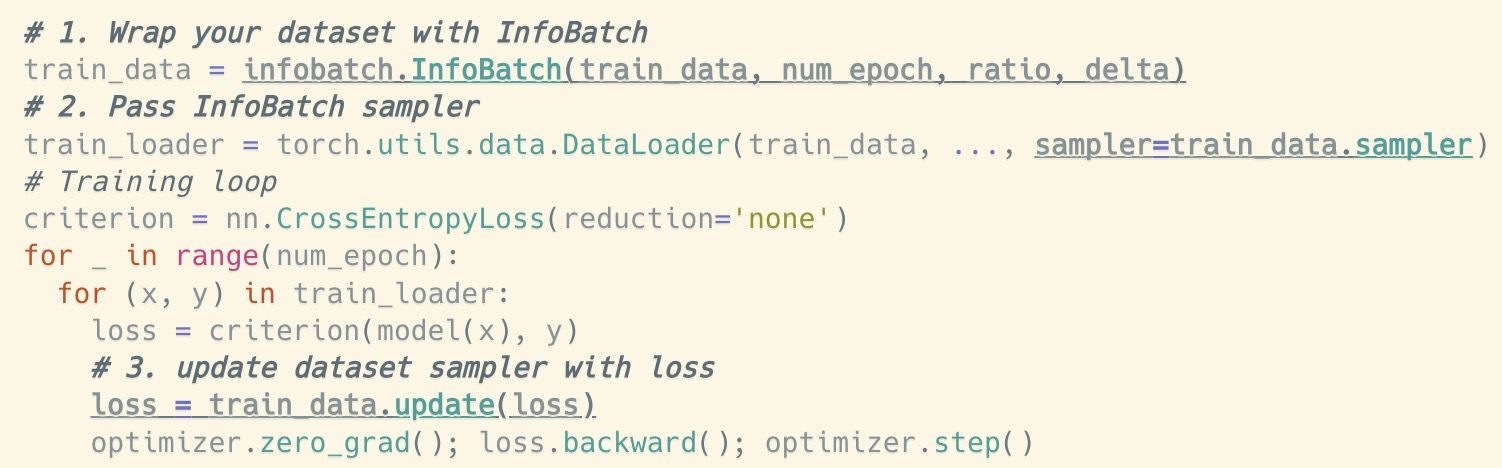 # 1. Wrap your dataset with InfoBatch
train_data = infobatch.InfoBatch(train_data, num_epoch, ratio, delta)
# 2. Pass InfoBatch sampler
train_loader = torch.utils.data.DataLoader(train_data, ..., sampler=train_data.sampler)
# Training loop
criterion = nn.CrossEntropyLoss(reduction='none')
for _ in range(num_epoch):
  for (x, y) in train_loader:
    loss = criterion(model(x), y)
    # 3. update dataset sampler with loss
    loss = train_data.update(loss)
    optimizer.zero_grad(); loss.backward(); optimizer.step()